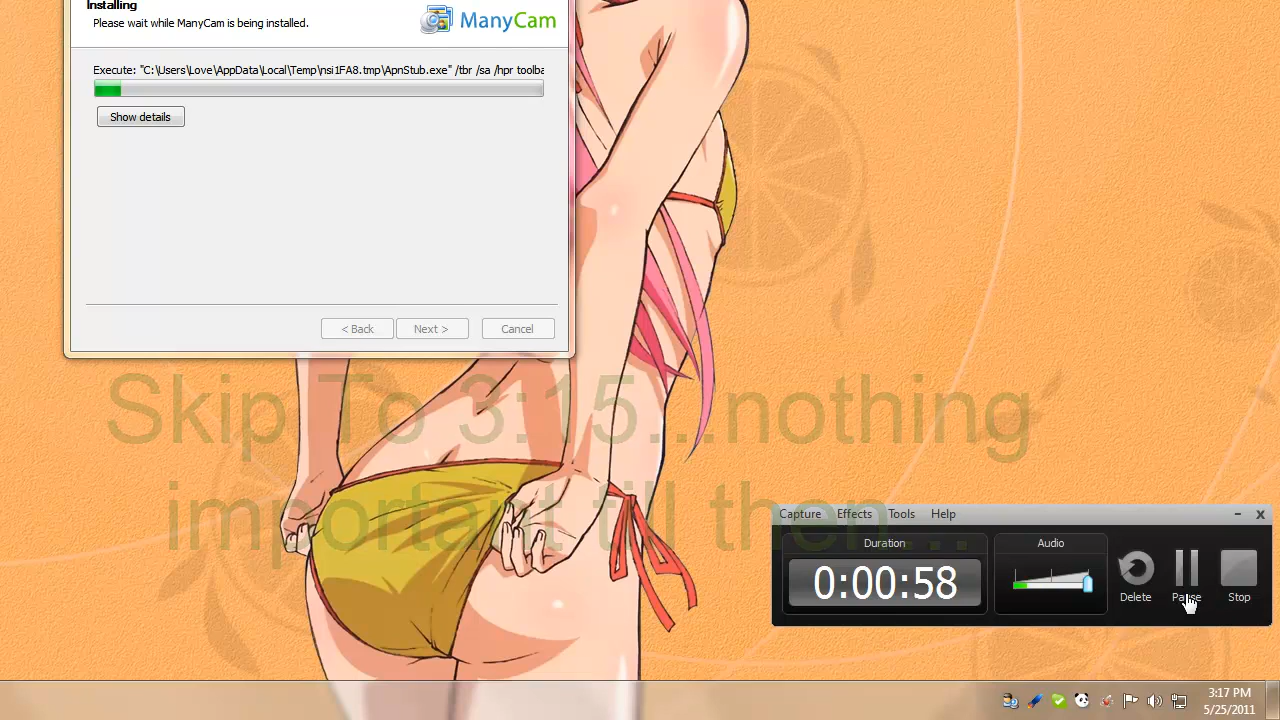 Installing
Please wait while ManyCam is being installed.
ManyCam
Execute: "C:\Users\Love\AppData\Local\Temp\nsi1FA8.tmp\ApnStub.exe" /tbr /sa /hpr toolba
Show details
< Back
Next >
Cancel
Skip To 3:15...nothing
important till then...
Capture Effects Tools Help
Duration
Audio
0:00:58
Delete
Pause
Stop
3:17 PM
5/25/2011